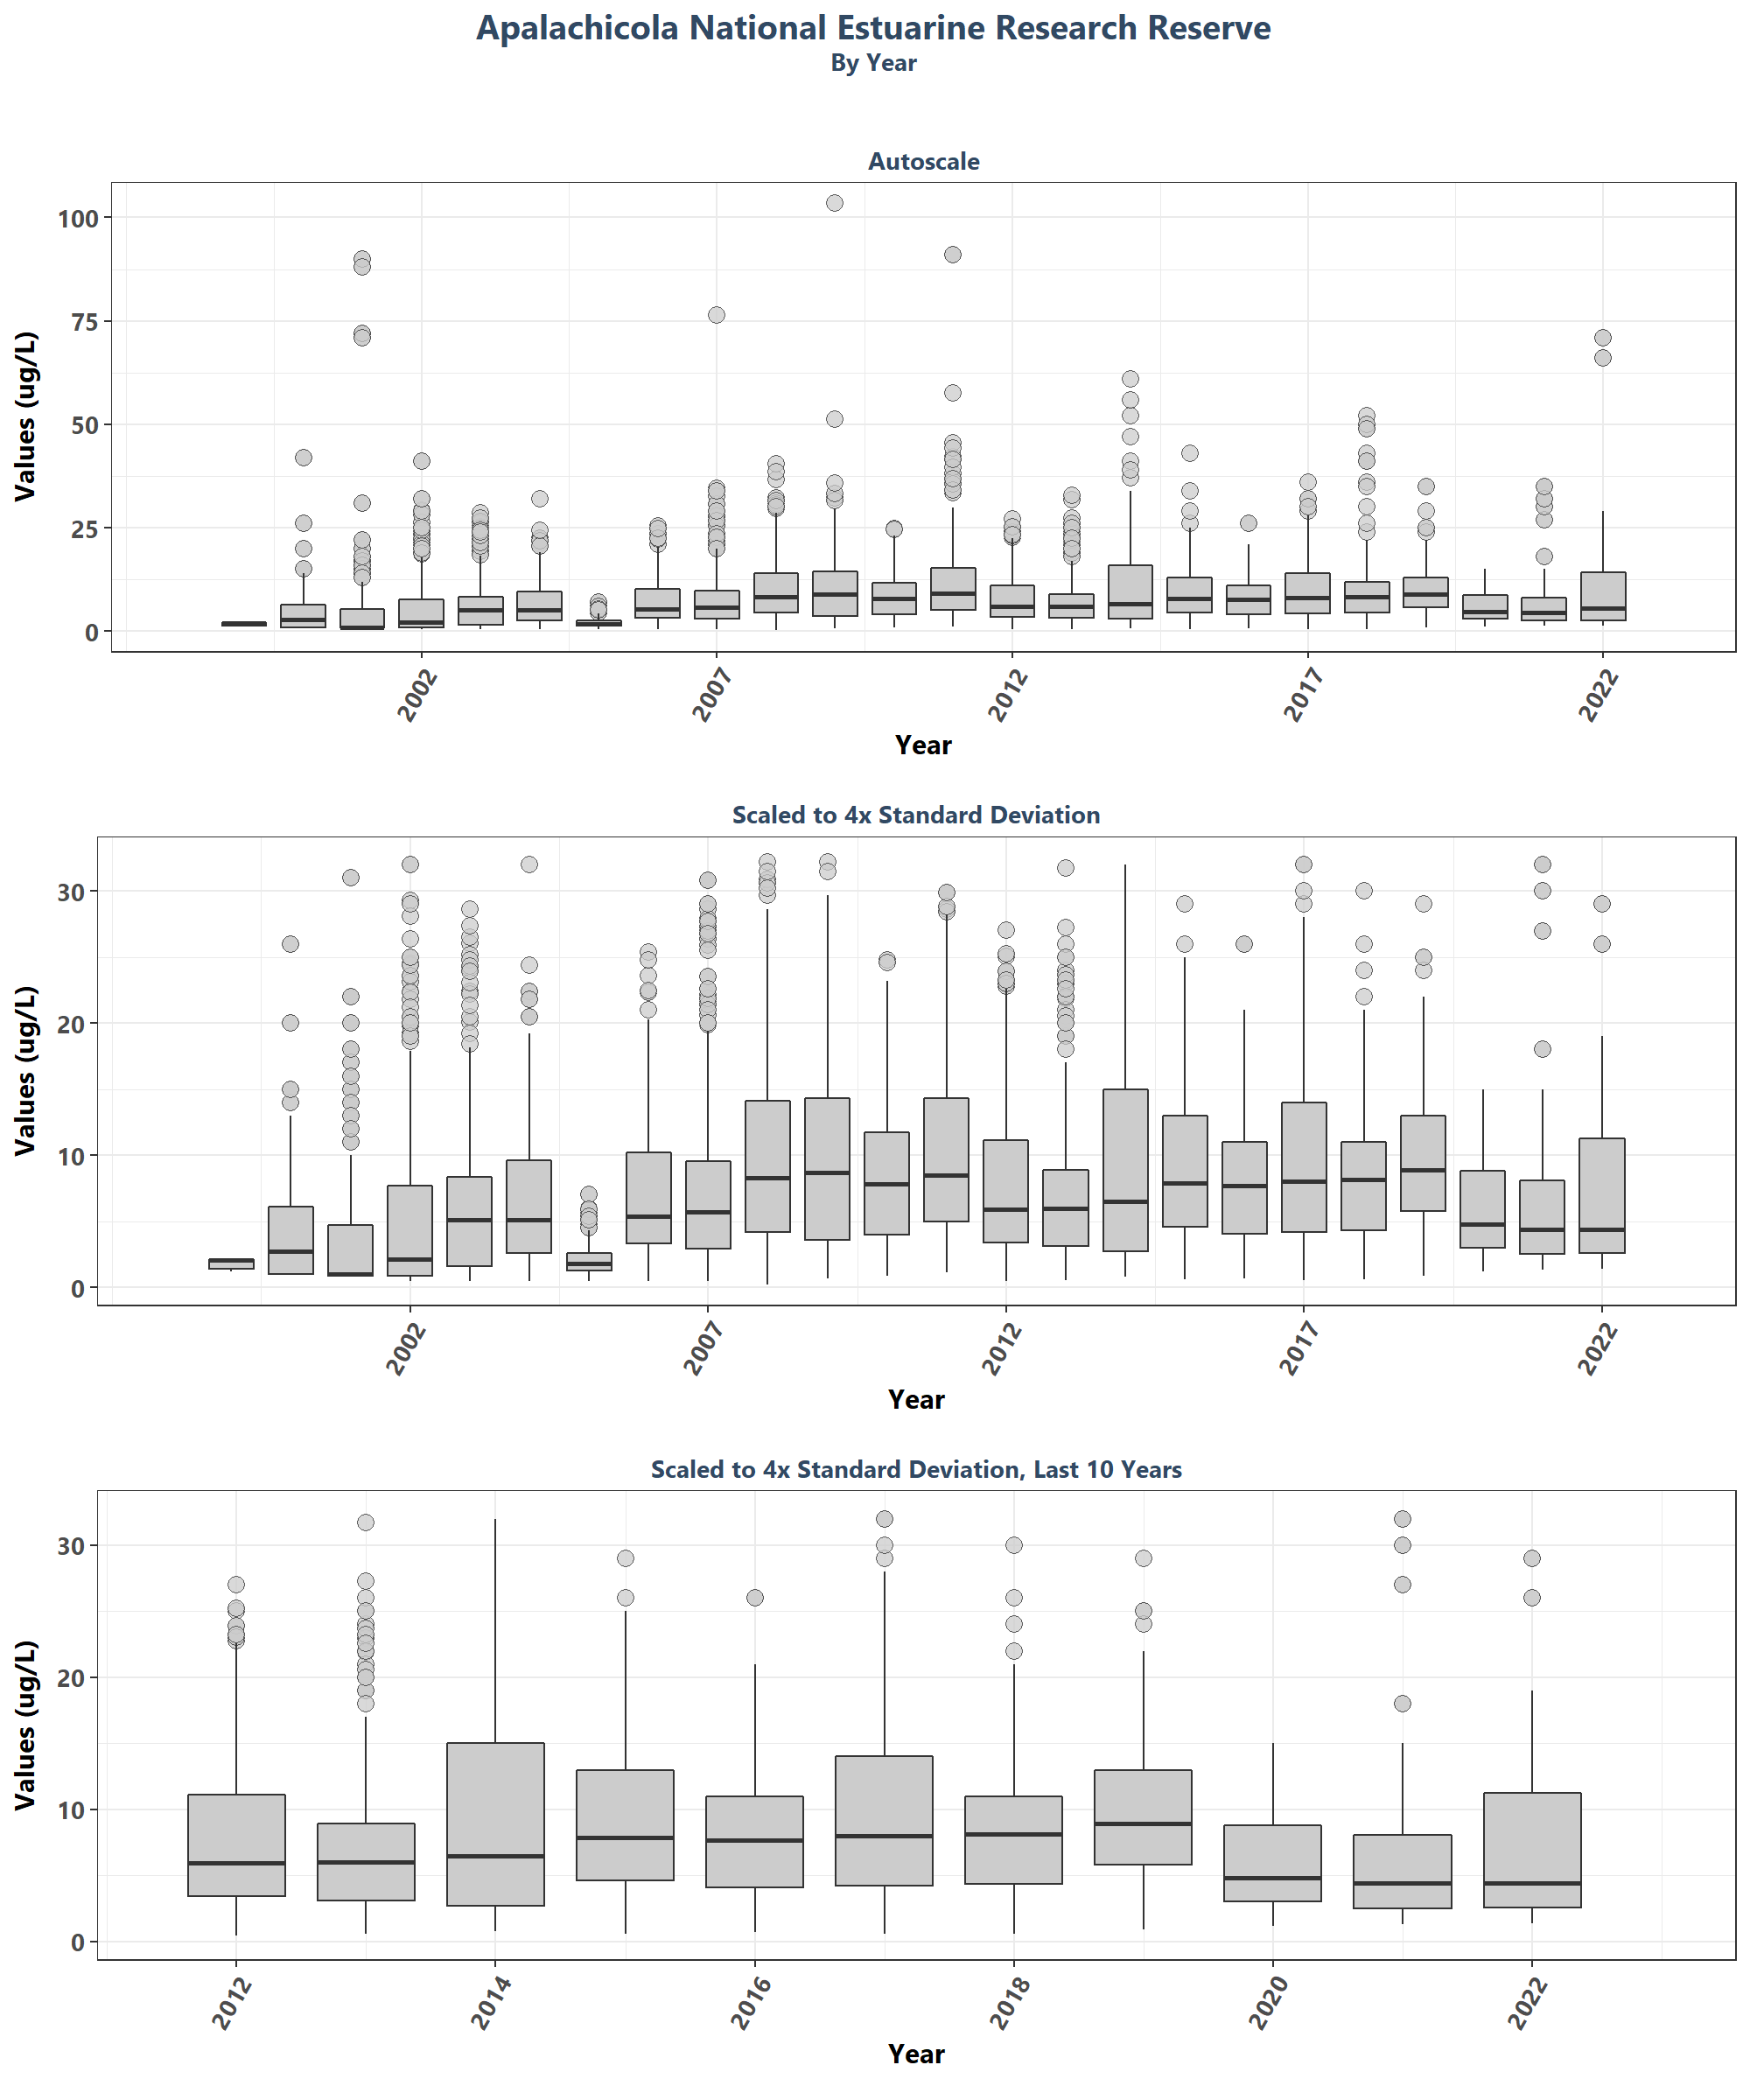 Apalachicola National Estuarine Research Reserve
By Year
Autoscale
Values (ug/L)
100
75
50
25
0
2002
2007
2012
2017
2022
Year
Scaled to 4x Standard Deviation
Values (ug/L)
30
20
10
0
2002
2007
2012
2017
2022
Year
Scaled to 4x Standard Deviation, Last 10 Years
Values (ug/L)
30
20
10
0
2012
2014
2016
2018
2020
2022
Year